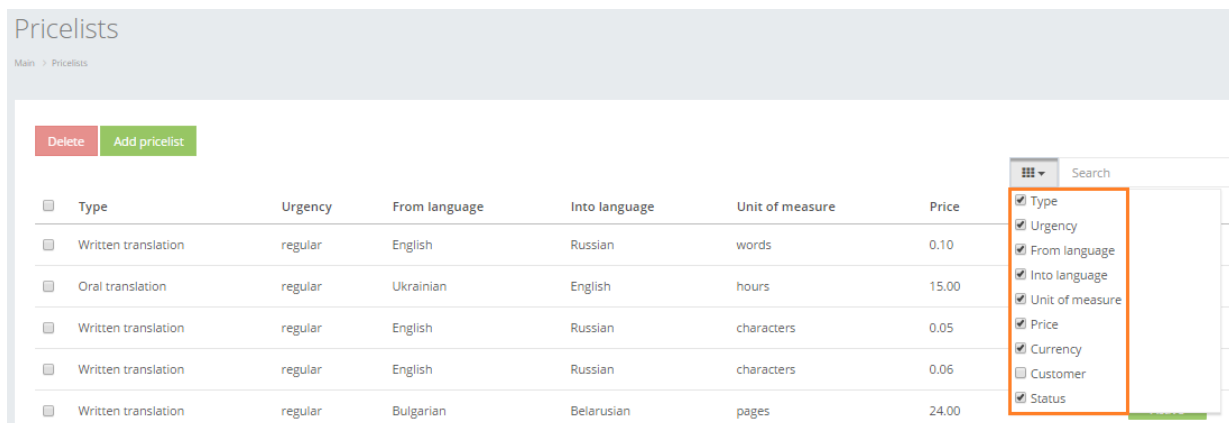 Pricelists
Main > Pricelists
Delete Add pricelist
Search
Type Urgency From language Into language Unit of measure Price
Written translation regular English Russian words 0.10
Oral translation regular Ukrainian English hours 15.00
Written translation regular English Russian characters 0.05
Written translation regular English Russian characters 0.06
Written translation regular Bulgarian Belarusian pages 24.00
Type
Urgency
From language
Into language
Unit of measure
Price
Currency
Customer
Status